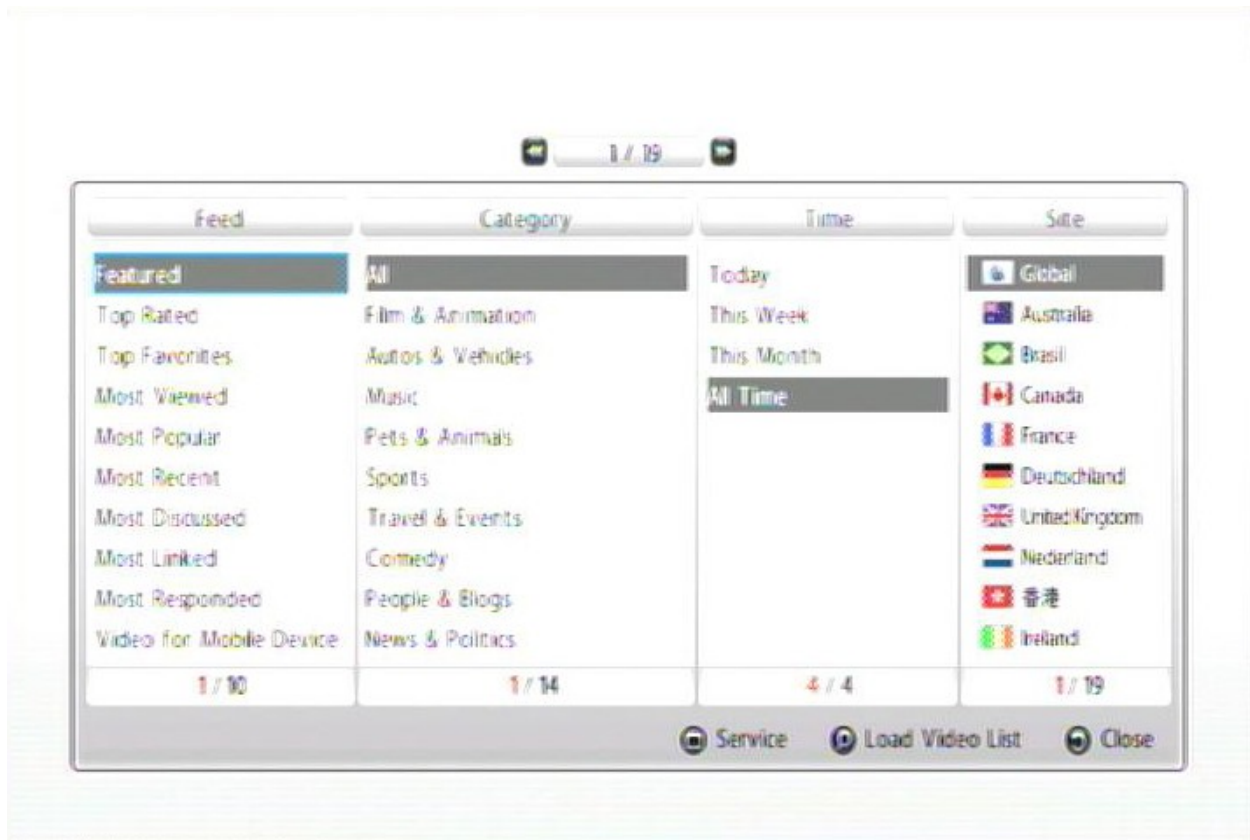 1 / 19
Feed Category Time Site
Featured All Today Global
Top Rated Film & Animation This Week Australia
Top Favorites Autos & Vehicles This Month Brasil
Most Viewed Music All Time Canada
Most Popular Pets & Animals France
Most Recent Sports Deutschland
Most Discussed Travel & Events United Kingdom
Most Linked Comedy Nederland
Most Responded People & Blogs 香港
Video for Mobile Device News & Politics Ireland
1 / 10 1 / 14 4 / 4 1 / 19
Service Load Video List Close